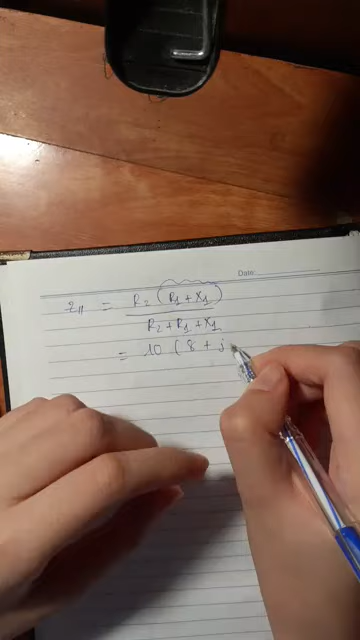 Date:
Z₁₁ = R₂ (R₁ + X₁)
R₂ + R₁ + X₁
= 10 ( 8 + j